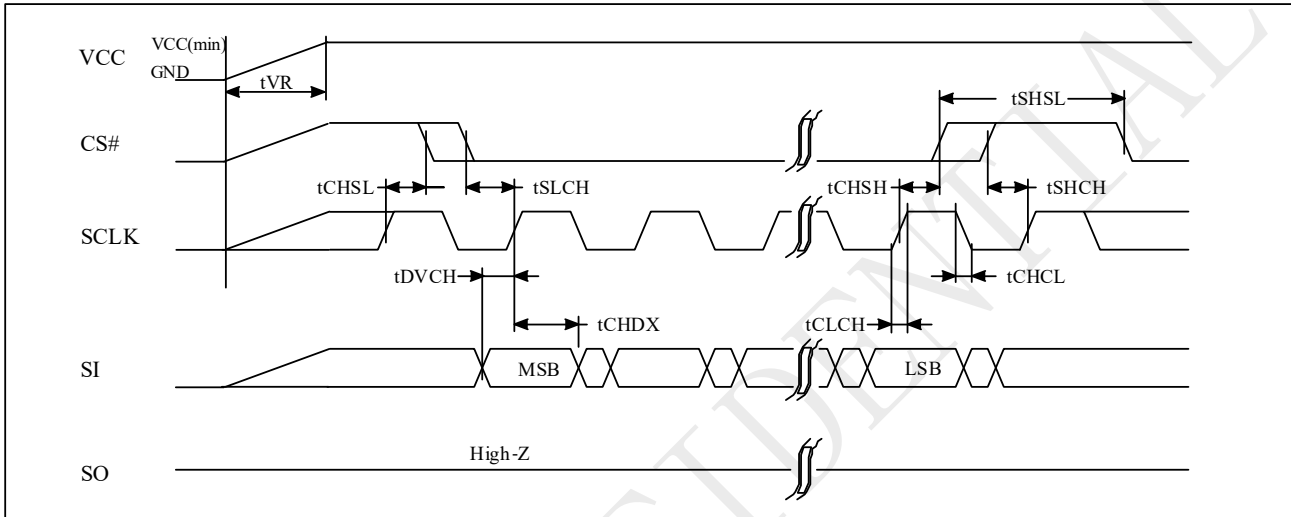 VCC
VCC(min)
GND
tVR
CS#
tSHSL
tCHSL
tSLCH
tCHSH
tSHCH
SCLK
tDVCH
tCHCL
tCHDX
tCLCH
SI
MSB
LSB
High-Z
SO
IDENTIAL